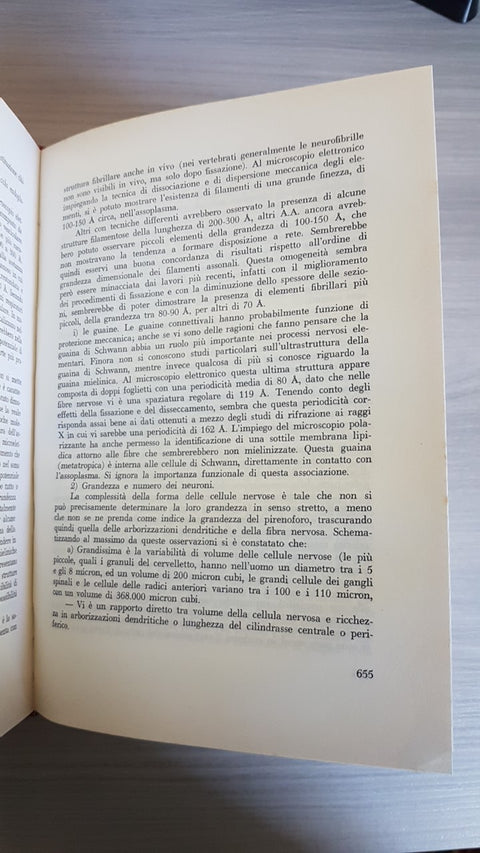 struttura fibrillare anche in vivo (nei vertebrati generalmente le neurofibrille
non sono visibili in vivo, ma solo dopo fissazione). Al microscopio elettronico
impiegando la tecnica di dissociazione e di dispersione meccanica degli ele-
menti, si è potuto mostrare l'esistenza di filamenti di una grande finezza, di
100-150 Å circa, nell'assoplasma.
Altri con tecniche differenti avrebbero osservato la presenza di alcune
strutture filamentose della lunghezza di 200-300 Å, altri A.A. ancora avreb-
bero potuto osservare piccoli elementi della grandezza di 100-150 Å, che
non mostravano la tendenza a formare disposizione a rete. Sembrerebbe
quindi esservi una buona concordanza di risultati rispetto all'ordine di
grandezza dimensionale dei filamenti assonali. Questa omogeneità sembra
però essere minacciata dai lavori più recenti, infatti con il miglioramento
dei procedimenti di fissazione e con la diminuzione dello spessore delle sezio-
ni, sembrerebbe di poter dimostrare la presenza di elementi fibrillari più
piccoli, della grandezza tra 80-90 Å, per altri di 70 Å.
i) le guaine. Le guaine connettivali hanno probabilmente funzione di
protezione meccanica; anche se vi sono delle ragioni che fanno pensare che la
guaina di Schwann abbia un ruolo più importante nei processi nervosi ele-
mentari. Finora non si conoscono studi particolari sull'ultrastruttura della
guaina di Schwann, mentre invece qualcosa di più si conosce riguardo la
guaina mielinica. Al microscopio elettronico questa ultima struttura appare
composta di doppi foglietti con una periodicità media di 80 Å, dato che nelle
fibre nervose vi è una spaziatura regolare di 119 Å. Tenendo conto degli
effetti della fissazione e del disseccamento, sembra che questa periodicità cor-
risponda assai bene ai dati ottenuti a mezzo degli studi di rifrazione ai raggi
X in cui vi sarebbe una periodicità di 162 Å. L'impiego del microscopio pola-
rizzante ha anche permesso la identificazione di una sottile membrana lipi-
dica attorno alle fibre che sembrerebbero non mielinizzate. Questa guaina
(metatropica) è interna alle cellule di Schwann, direttamente in contatto con
l'assoplasma. Si ignora la importanza funzionale di questa associazione.
2) Grandezza e numero dei neuroni.
La complessità della forma delle cellule nervose è tale che non si
può precisamente determinare la loro grandezza in senso stretto, a meno
che non se ne prenda come indice la grandezza del pirenoforo, trascurando
quindi quella delle arborizzazioni dendritiche e della fibra nervosa. Schema-
tizzando al massimo da queste osservazioni si è constatato che:
a) Grandissima è la variabilità di volume delle cellule nervose (le più
piccole, quali i granuli del cervelletto, hanno nell'uomo un diametro tra i 5
e gli 8 micron, ed un volume di 200 micron cubi, le grandi cellule dei gangli
spinali e le cellule delle radici anteriori variano tra i 100 e i 110 micron,
con un volume di 368.000 micron cubi.
— Vi è un rapporto diretto tra volume della cellula nervosa e ricchez-
za in arborizzazioni dendritiche o lunghezza del cilindrasse centrale o peri-
ferico.
655